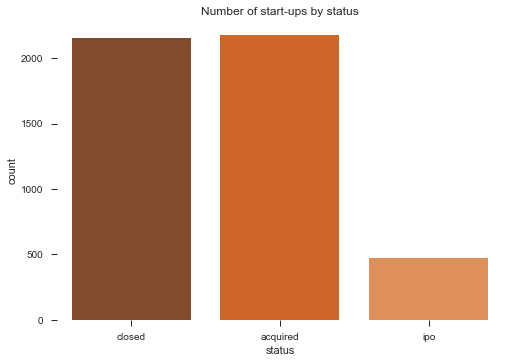 Number of start-ups by status
count
2000
1500
1000
500
0
closed
acquired
ipo
status